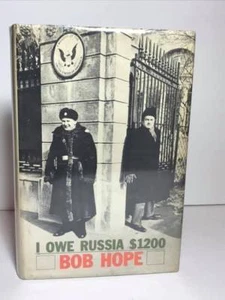 I OWE RUSSIA $1200
BOB HOPE